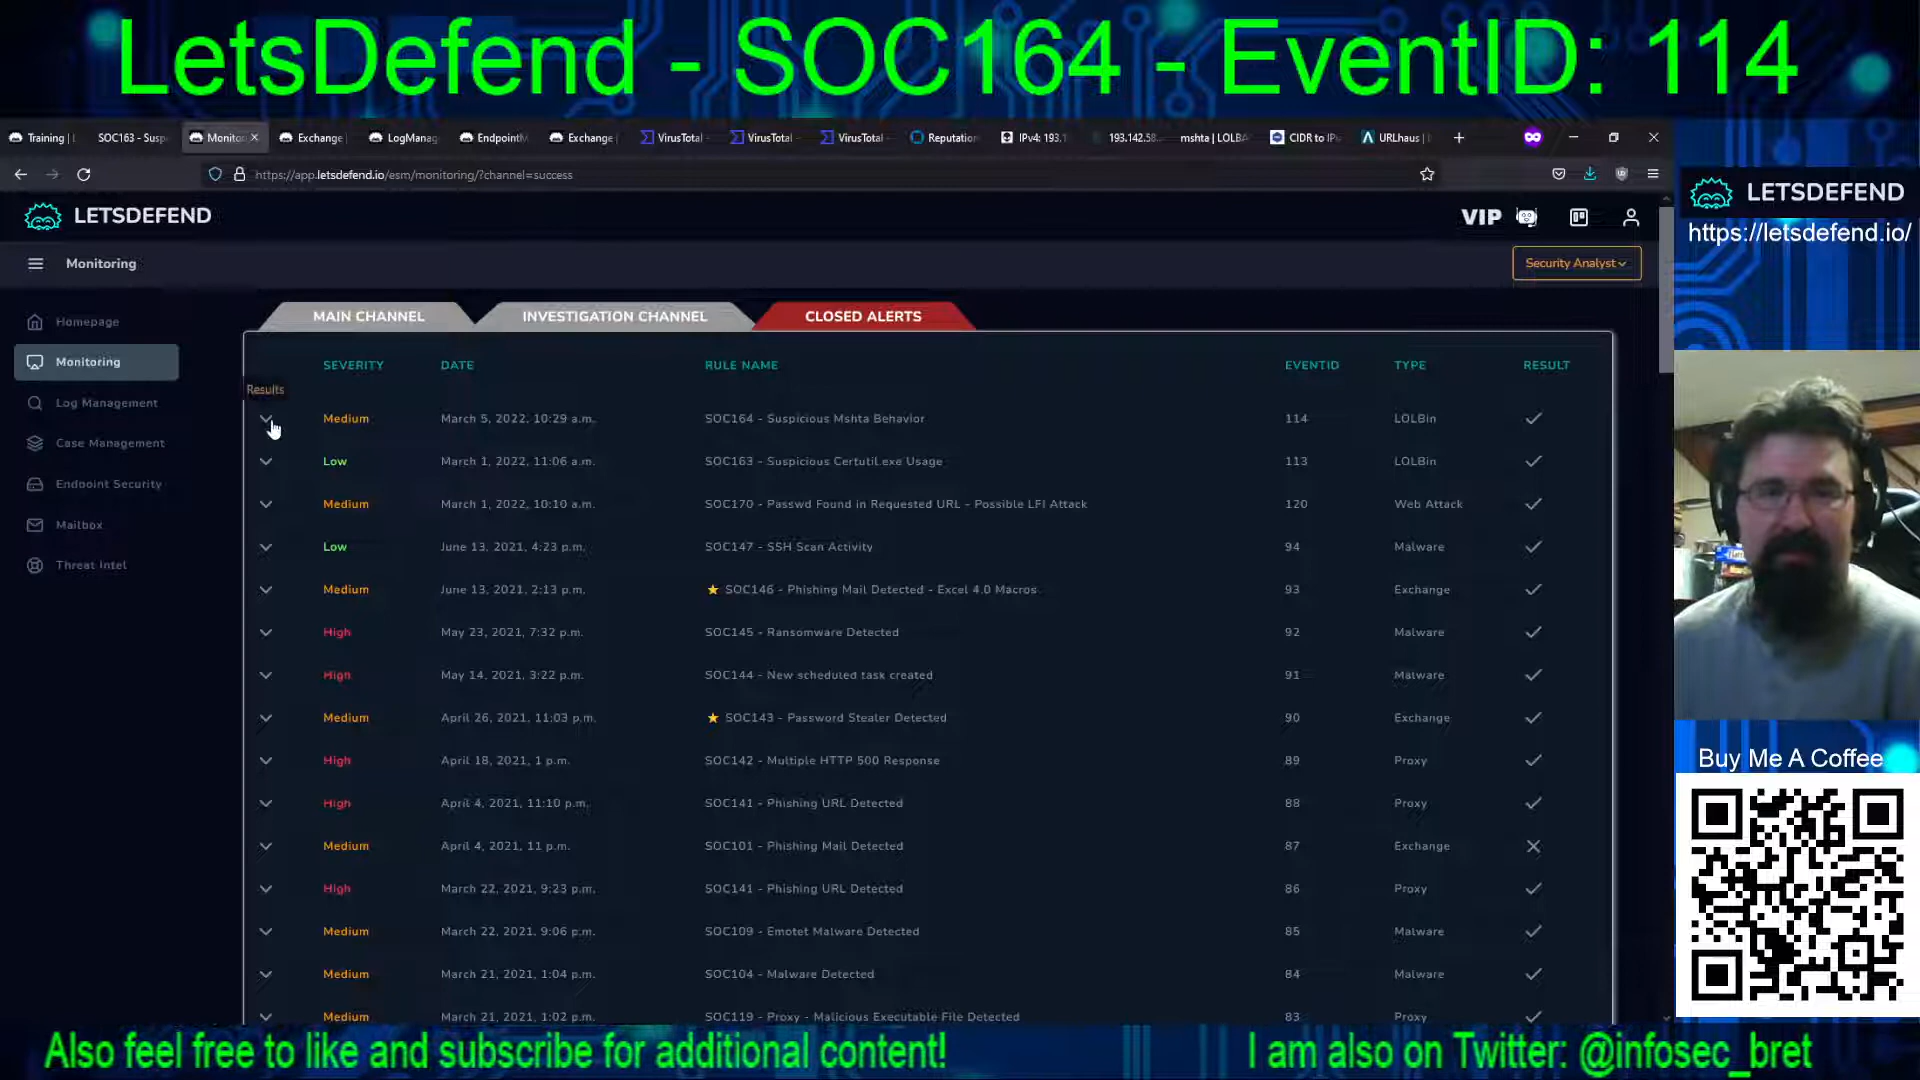 LetsDefend - SOC164 - EventID: 114
Training | SOC163 - Susp Monitor Exchange | LogManag EndpointM Exchange | VirusTotal VirusTotal VirusTotal Reputation IPv4: 193.1 193.142.58. mshta | LOLBA CIDR to IPv URLhaus |
https://app.letsdefend.io/esm/monitoring/?channel=success
LETSDEFEND
VIP
Monitoring
Security Analyst
LETSDEFEND
https://letsdefend.io/
Homepage
Monitoring
Log Management
Case Management
Endpoint Security
Mailbox
Threat Intel
MAIN CHANNEL INVESTIGATION CHANNEL CLOSED ALERTS
SEVERITY DATE RULE NAME EVENTID TYPE RESULT
Results
Medium March 5, 2022, 10:29 a.m. SOC164 - Suspicious Mshta Behavior 114 LOLBin
Low March 1, 2022, 11:06 a.m. SOC163 - Suspicious Certutil.exe Usage 113 LOLBin
Medium March 1, 2022, 10:10 a.m. SOC170 - Passwd Found in Requested URL - Possible LFI Attack 120 Web Attack
Low June 13, 2021, 4:23 p.m. SOC147 - SSH Scan Activity 94 Malware
Medium June 13, 2021, 2:13 p.m. SOC146 - Phishing Mail Detected - Excel 4.0 Macros 93 Exchange
High May 23, 2021, 7:32 p.m. SOC145 - Ransomware Detected 92 Malware
High May 14, 2021, 3:22 p.m. SOC144 - New scheduled task created 91 Malware
Medium April 26, 2021, 11:03 p.m. SOC143 - Password Stealer Detected 90 Exchange
High April 18, 2021, 1 p.m. SOC142 - Multiple HTTP 500 Response 89 Proxy
High April 4, 2021, 11:10 p.m. SOC141 - Phishing URL Detected 88 Proxy
Medium April 4, 2021, 11 p.m. SOC101 - Phishing Mail Detected 87 Exchange
High March 22, 2021, 9:23 p.m. SOC141 - Phishing URL Detected 86 Proxy
Medium March 22, 2021, 9:06 p.m. SOC109 - Emotet Malware Detected 85 Malware
Medium March 21, 2021, 1:04 p.m. SOC104 - Malware Detected 84 Malware
Medium March 21, 2021, 1:02 p.m. SOC119 - Proxy - Malicious Executable File Detected 83 Proxy
Buy Me A Coffee
Also feel free to like and subscribe for additional content!
I am also on Twitter: @infosec_bret